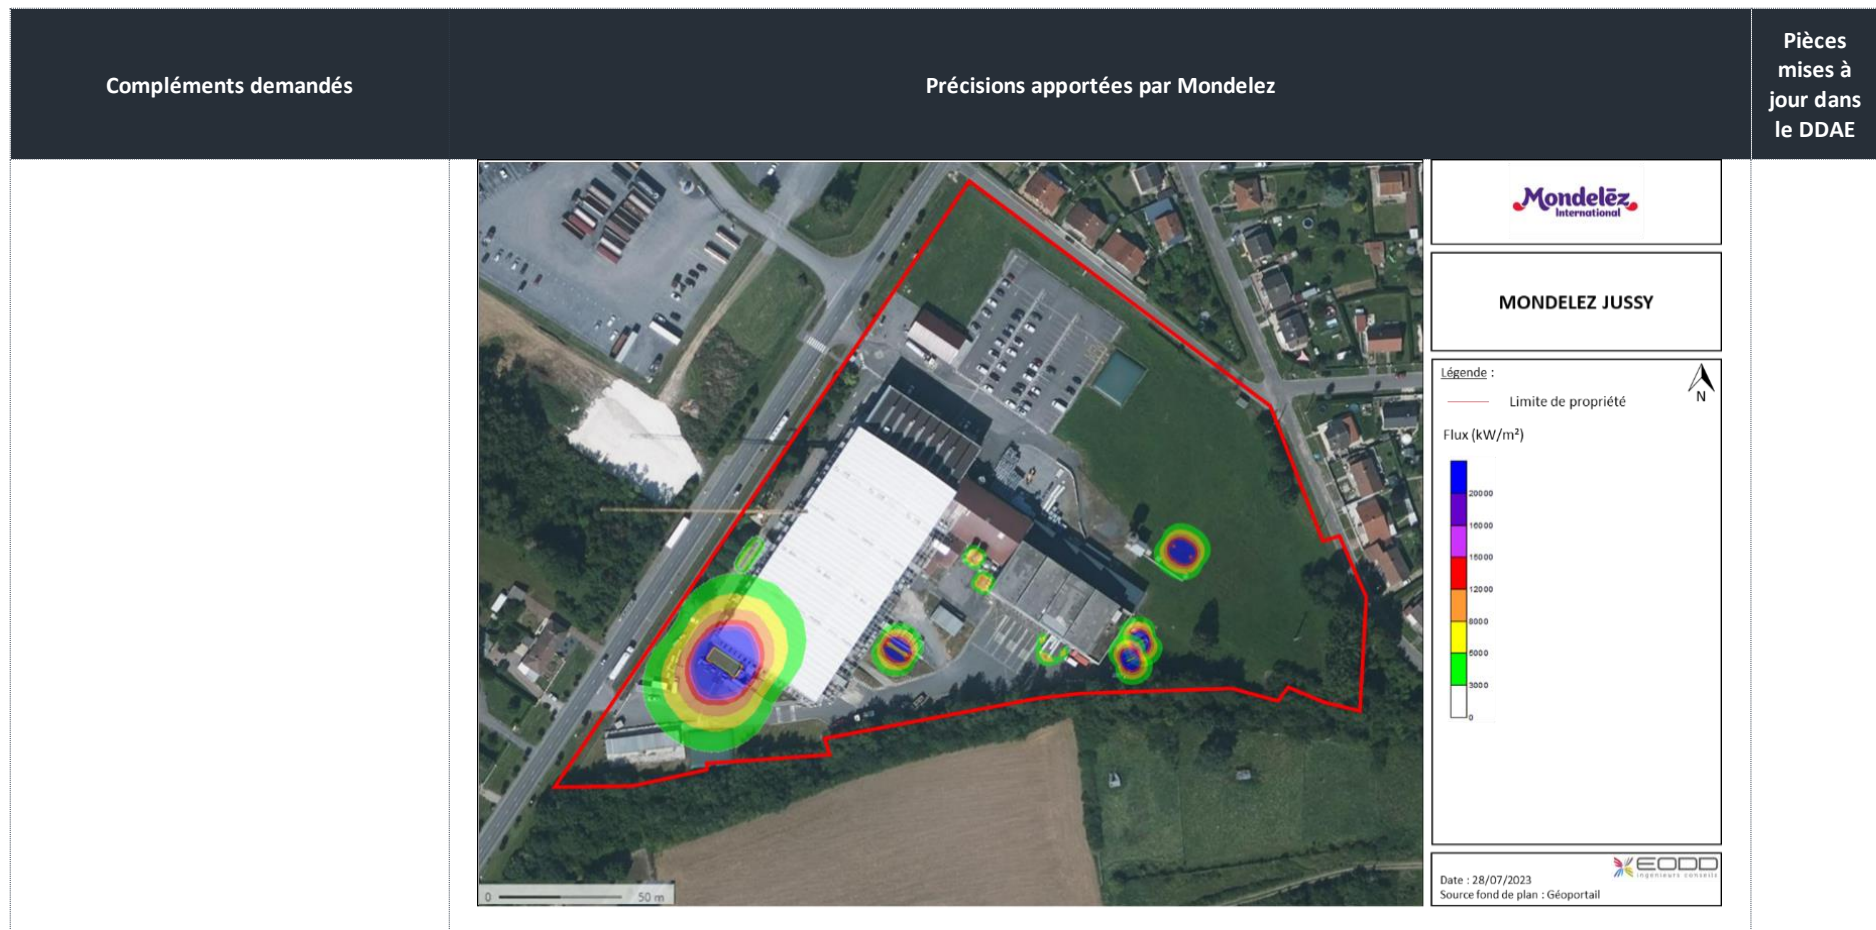 Compléments demandés
Précisions apportées par Mondelez
Pièces
mises à
jour dans
le DDAE
Mondelēz
International
MONDELEZ JUSSY
Légende :
N
Limite de propriété
Flux (kW/m²)
20000
16000
15000
12000
8000
5000
3000
0
EODD
ingénieurs conseils
Date : 28/07/2023
Source fond de plan : Géoportail
0
50 m